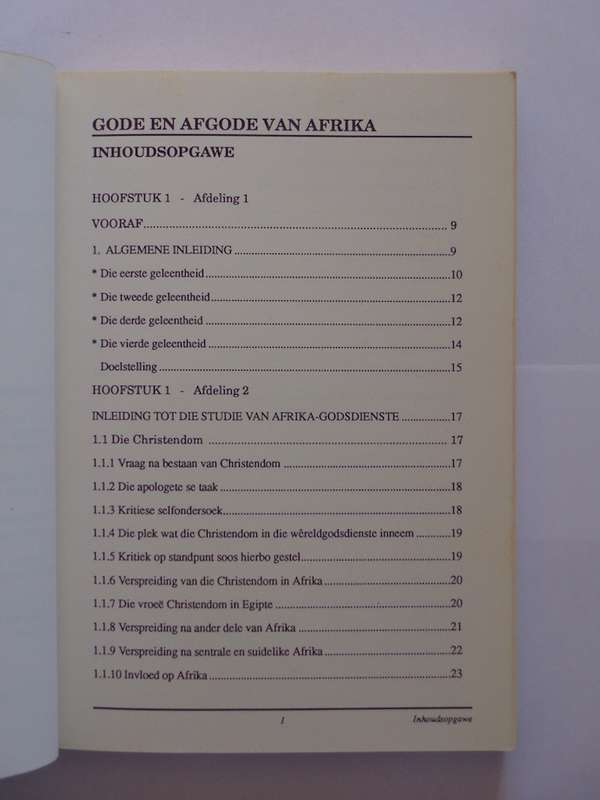 GODE EN AFGODE VAN AFRIKA
INHOUDSOPGAWE
HOOFSTUK 1 - Afdeling 1
VOORAF 9
1. ALGEMENE INLEIDING 9
* Die eerste geleentheid 10
* Die tweede geleentheid 12
* Die derde geleentheid 12
* Die vierde geleentheid 14
Doelstelling 15
HOOFSTUK 1 - Afdeling 2
INLEIDING TOT DIE STUDIE VAN AFRIKA-GODSDIENSTE 17
1.1 Die Christendom 17
1.1.1 Vraag na bestaan van Christendom 17
1.1.2 Die apologete se taak 18
1.1.3 Kritiese selfondersoek 18
1.1.4 Die plek wat die Christendom in die wêreldgodsdienste inneem 19
1.1.5 Kritiek op standpunt soos hierbo gestel 19
1.1.6 Verspreiding van die Christendom in Afrika 20
1.1.7 Die vroeë Christendom in Egipte 20
1.1.8 Verspreiding na ander dele van Afrika 21
1.1.9 Verspreiding na sentrale en suidelike Afrika 22
1.1.10 Invloed op Afrika 23
1 Inhoudsopgawe